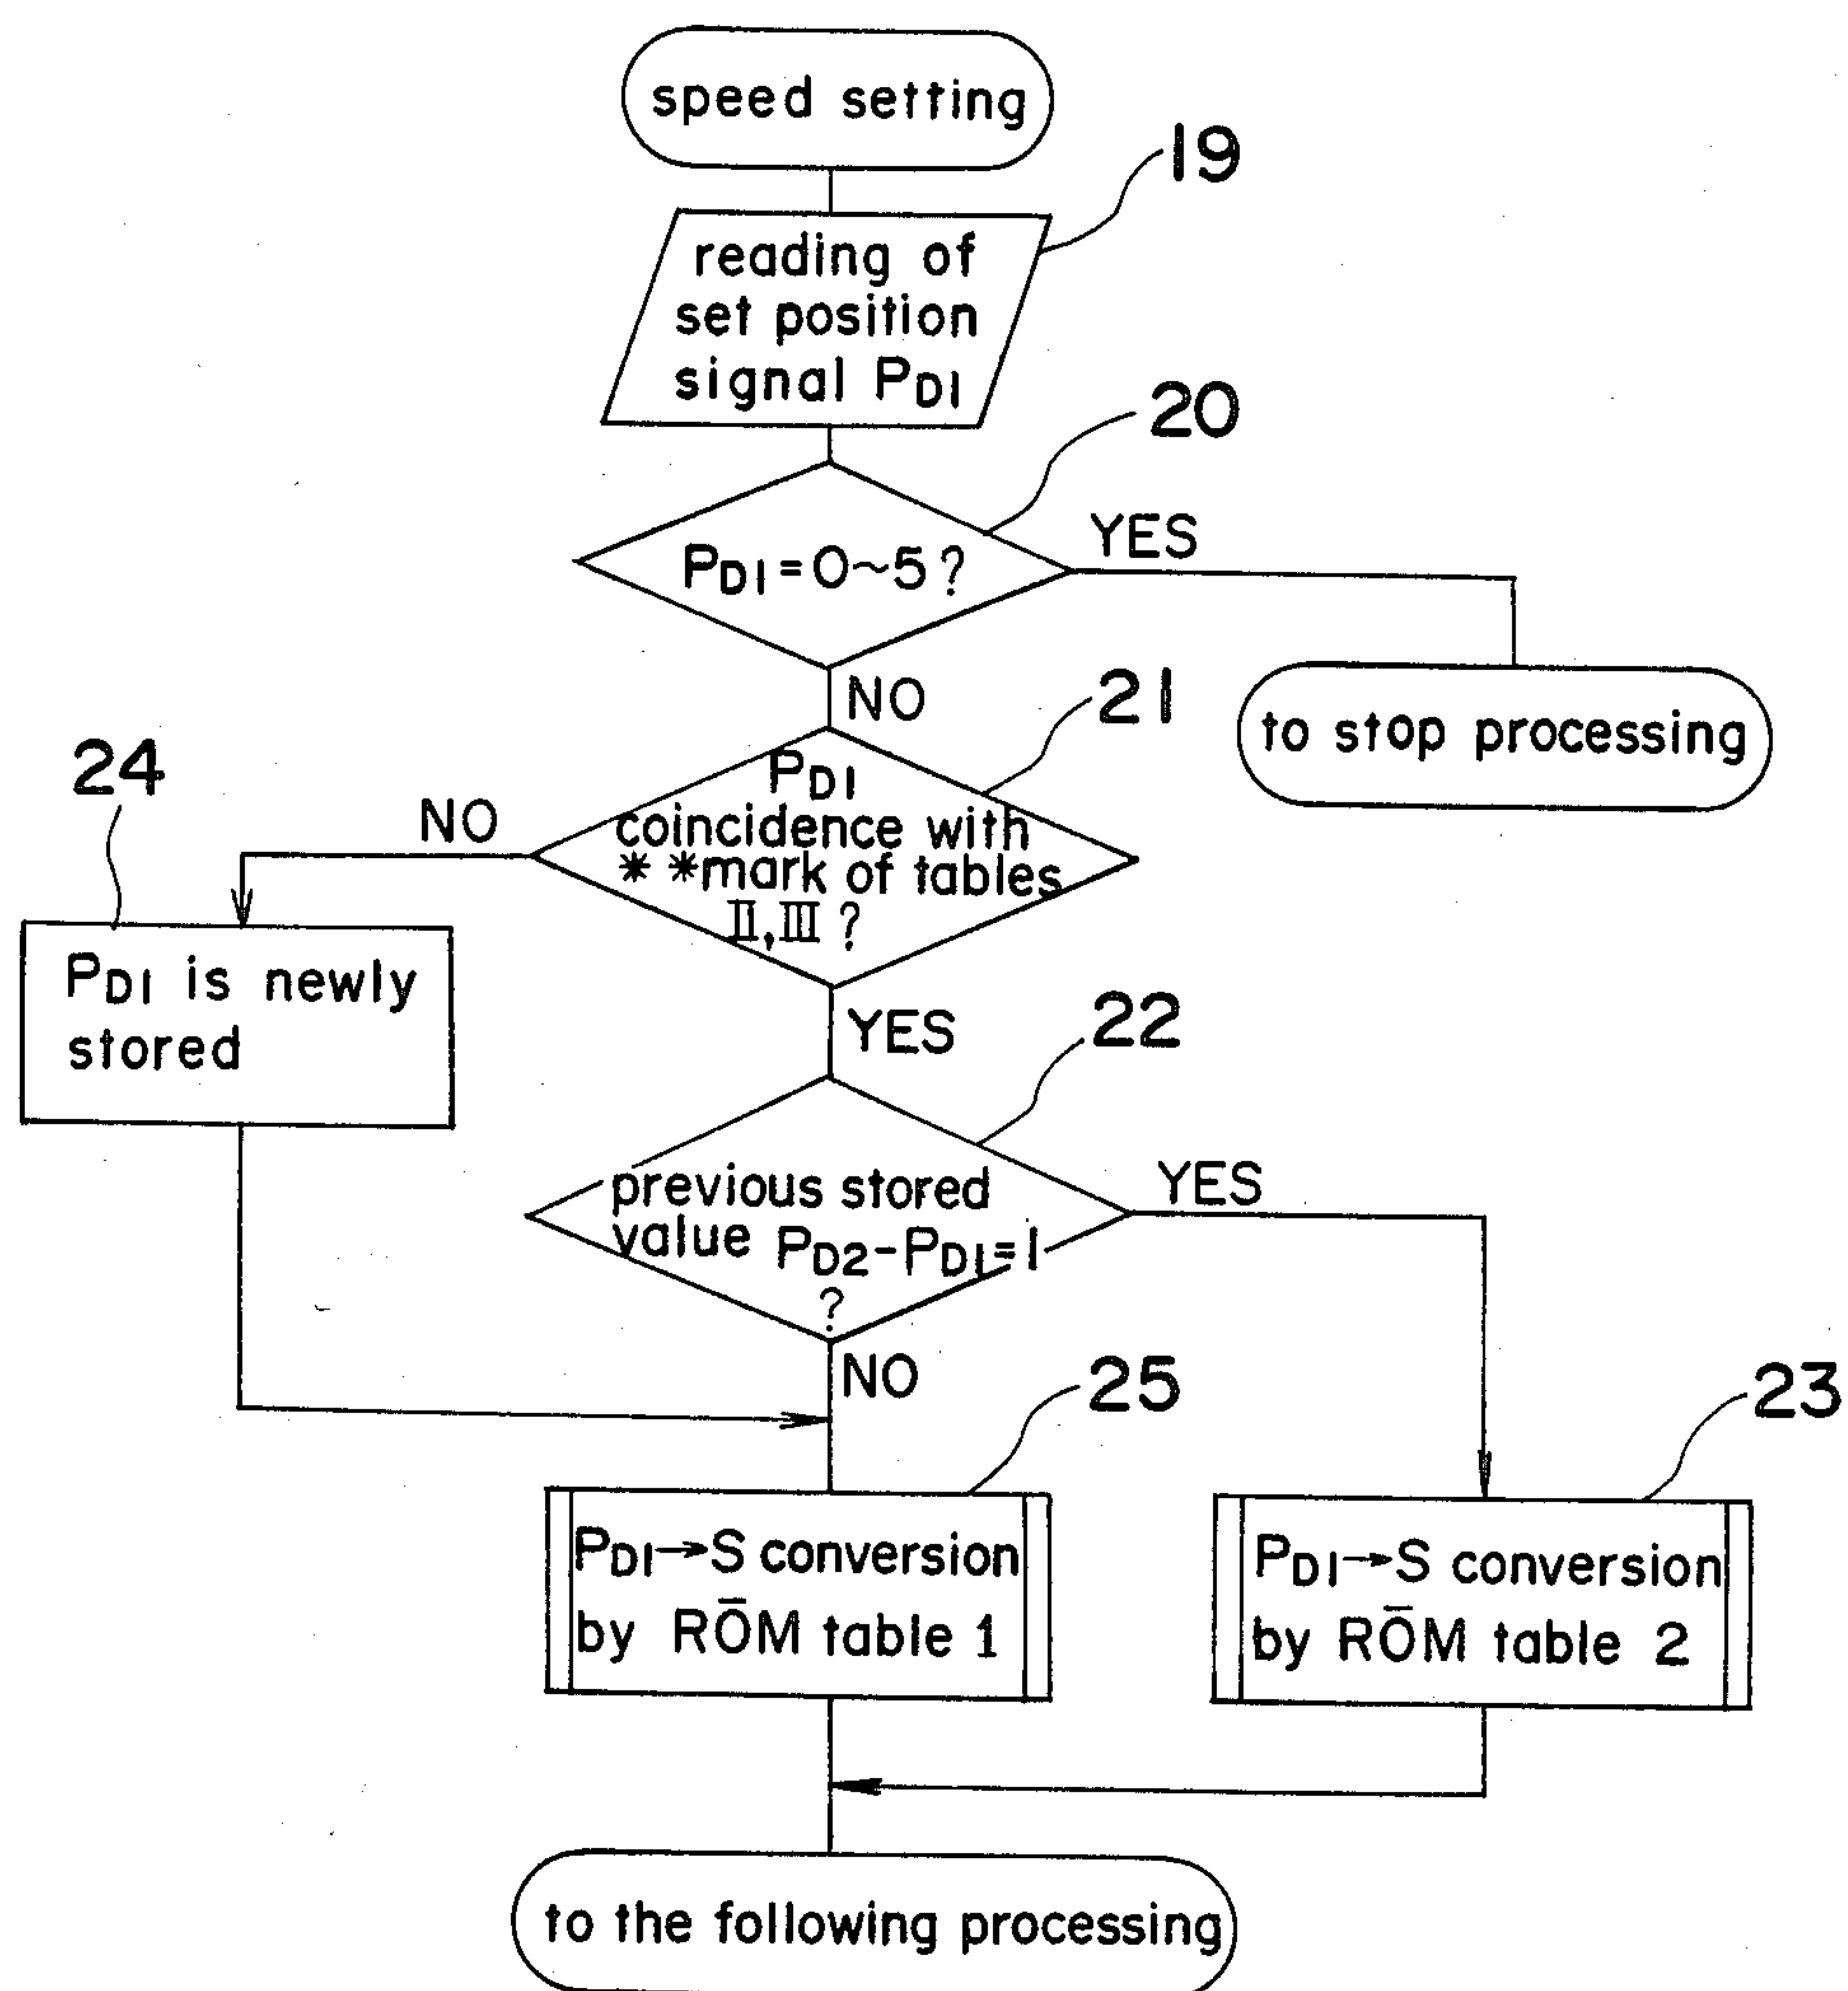 speed setting
19
reading of
set position
signal PD1
20
PD1=0~5?
YES
NO
to stop processing
21
PD1
coincidence with
* *mark of tables
II,III ?
NO
24
PD1 is newly
stored
YES
22
previous stored
value PD2-PD1=1
?
YES
NO
25
23
PD1→S conversion
by RŌM table 1
PD1→S conversion
by RŌM table 2
to the following processing